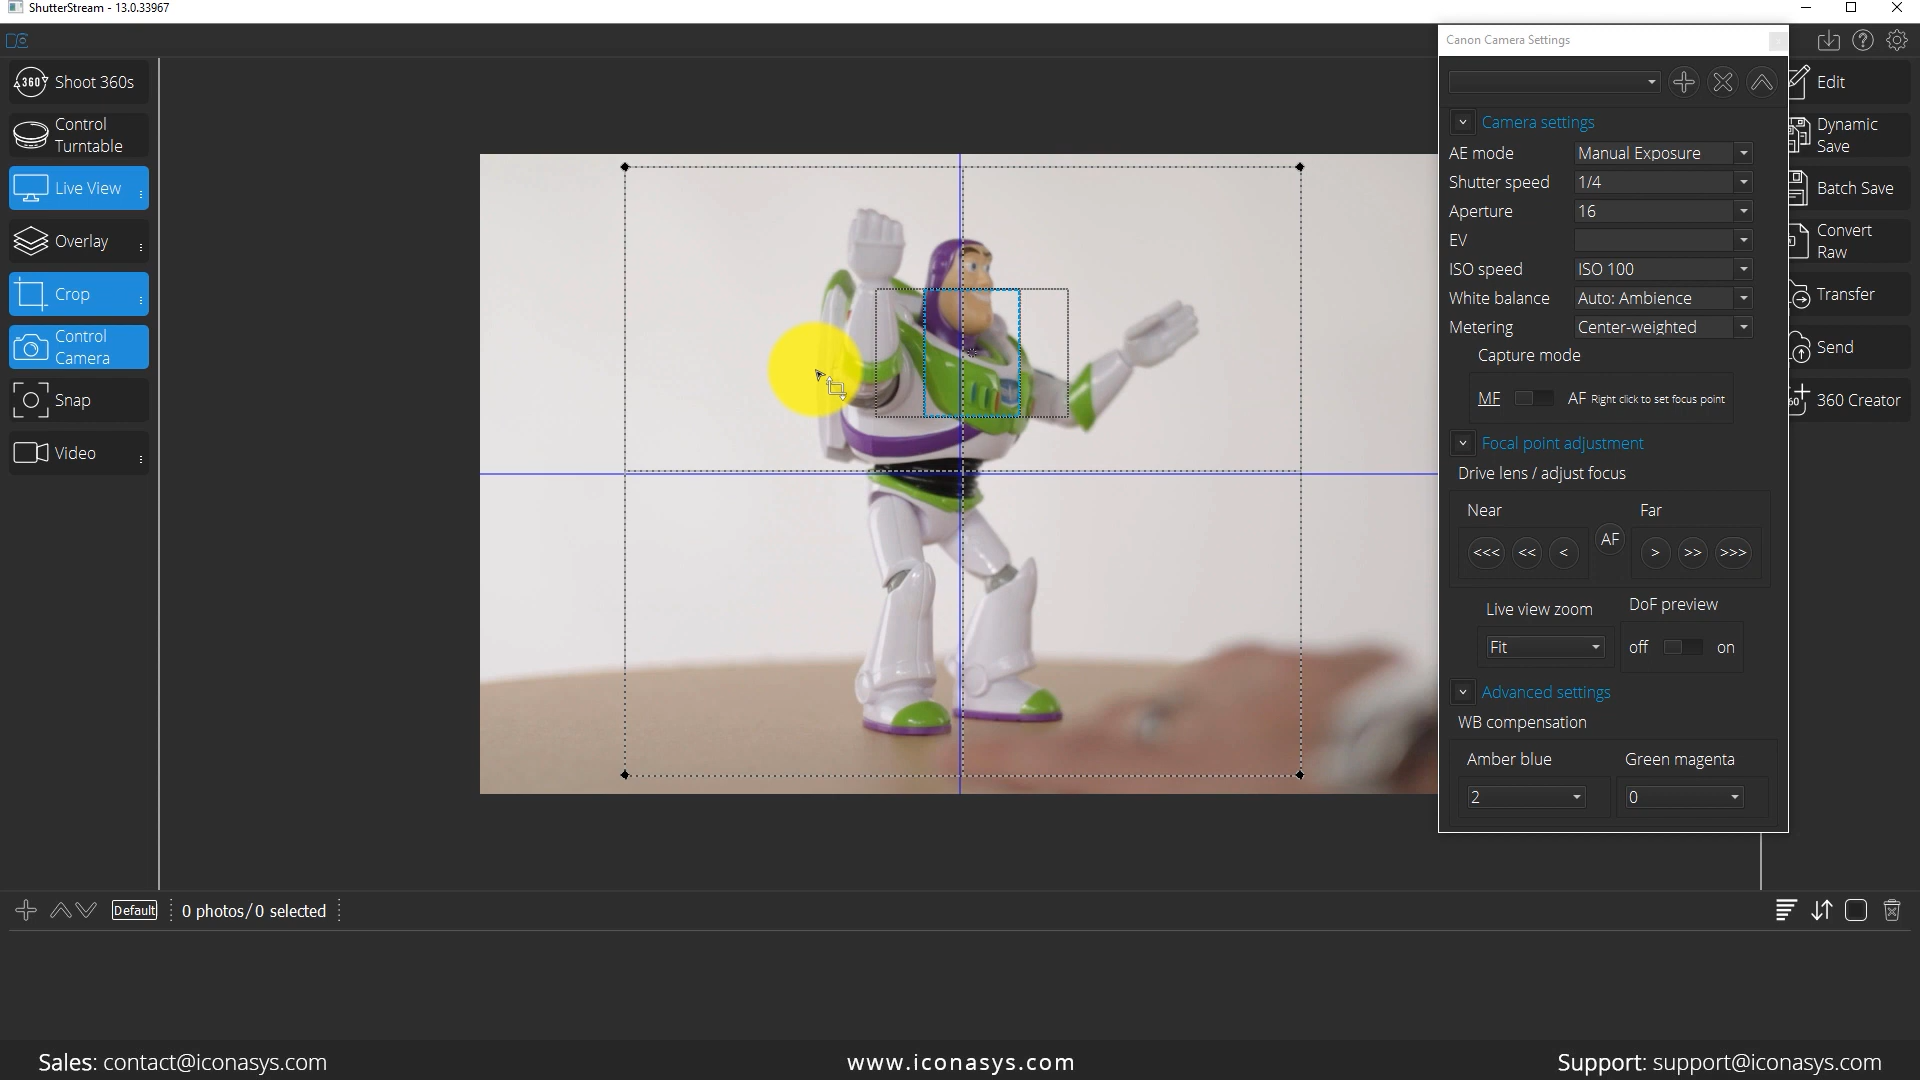 ShutterStream - 13.0.33967
Canon Camera Settings
Shoot 360s
Control
Turntable
Live View
Overlay
Crop
Control
Camera
Snap
Video
Camera settings
AE mode
Manual Exposure
Shutter speed
1/4
Aperture
16
EV
ISO speed
ISO 100
White balance
Auto: Ambience
Metering
Center-weighted
Capture mode
MF
AF Right click to set focus point
Focal point adjustment
Drive lens / adjust focus
Near
Far
<<<
<<
<
AF
>
>>
>>>
Live view zoom
DoF preview
Fit
off
on
Advanced settings
WB compensation
Amber blue
Green magenta
2
0
Edit
Dynamic
Save
Batch Save
Convert
Raw
Transfer
Send
360 Creator
Default
0 photos/0 selected
Sales: contact@iconasys.com
www.iconasys.com
Support: support@iconasys.com